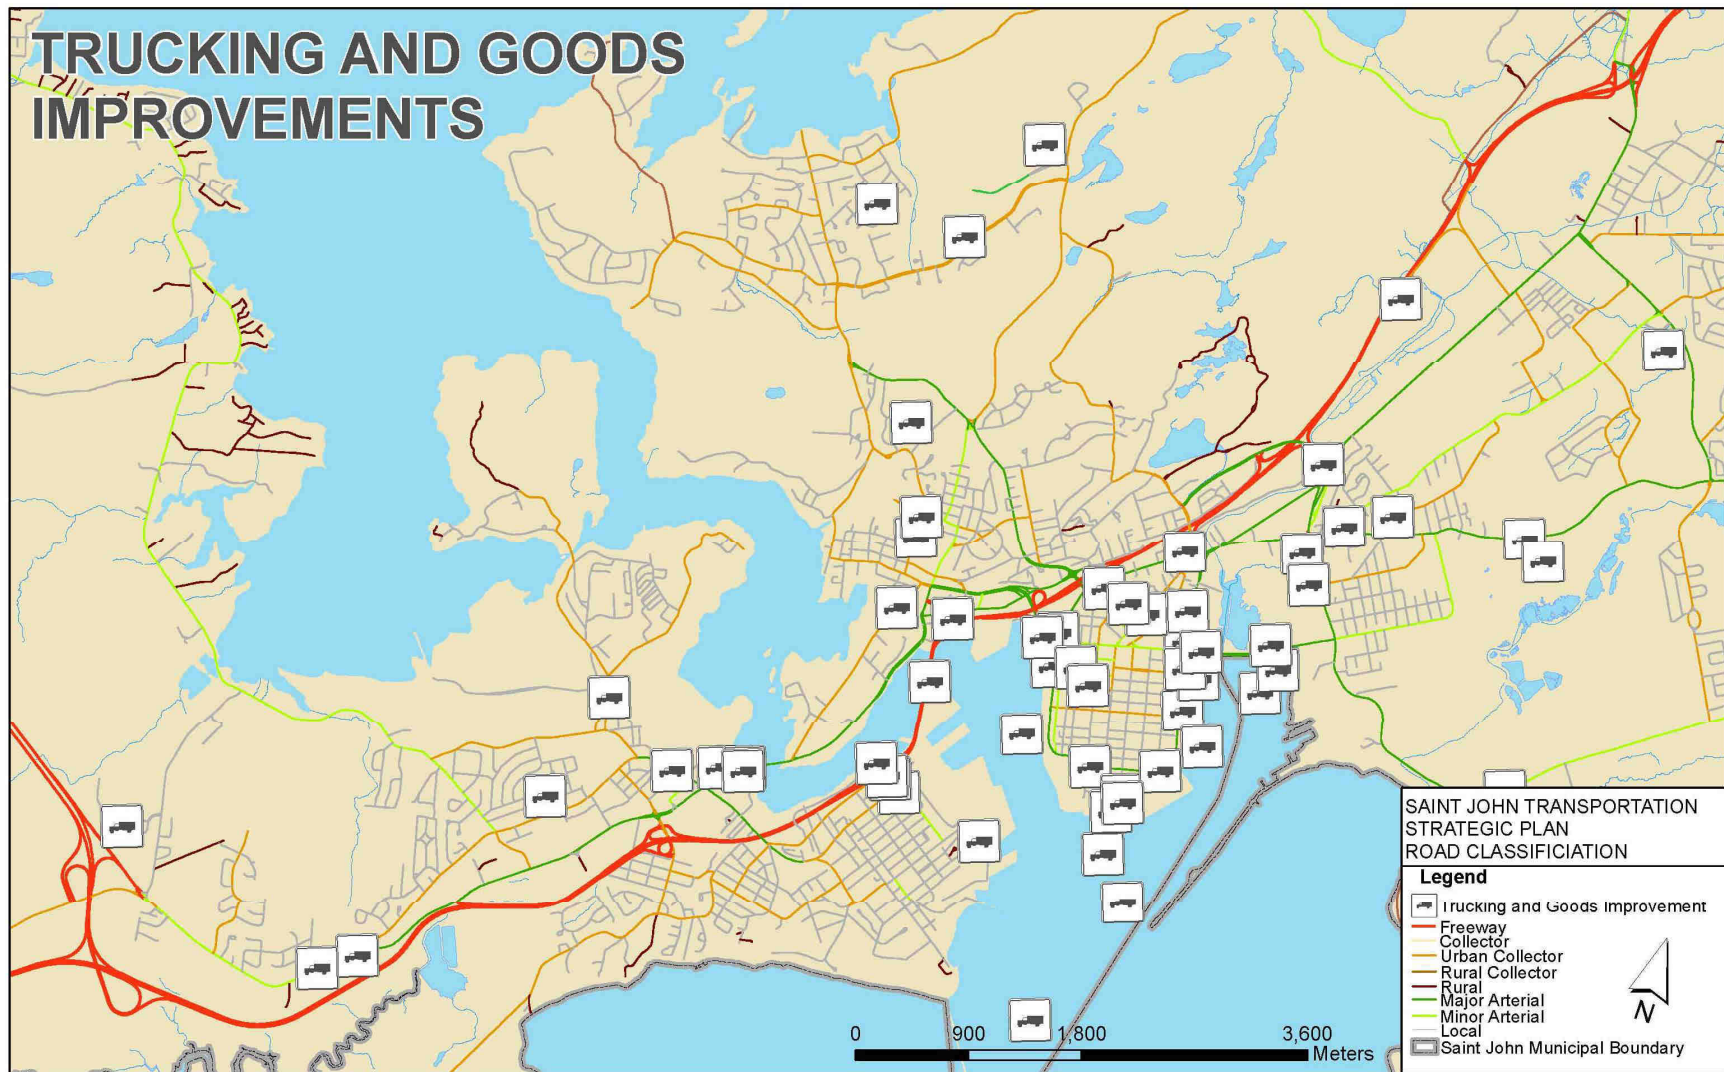 TRUCKING AND GOODS
IMPROVEMENTS
SAINT JOHN TRANSPORTATION
STRATEGIC PLAN
ROAD CLASSIFICIATION
Legend
Trucking and Goods Improvement
Freeway
Collector
Urban Collector
Rural Collector
Rural
Major Arterial
Minor Arterial
Local
Saint John Municipal Boundary
N
0 900 1,800 3,600
Meters